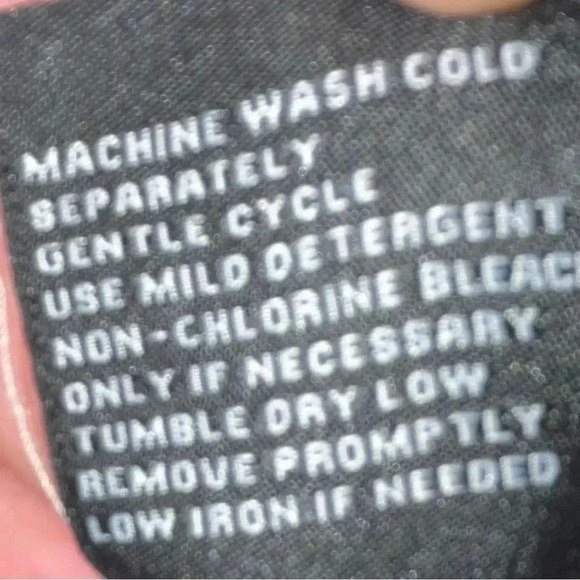 MACHINE WASH COLD
SEPARATELY
GENTLE CYCLE
USE MILD DETERGENT
NON-CHLORINE BLEAC
ONLY IF NECESSARY
TUMBLE DRY LOW
REMOVE PROMPTLY
LOW IRON IF NEEDED